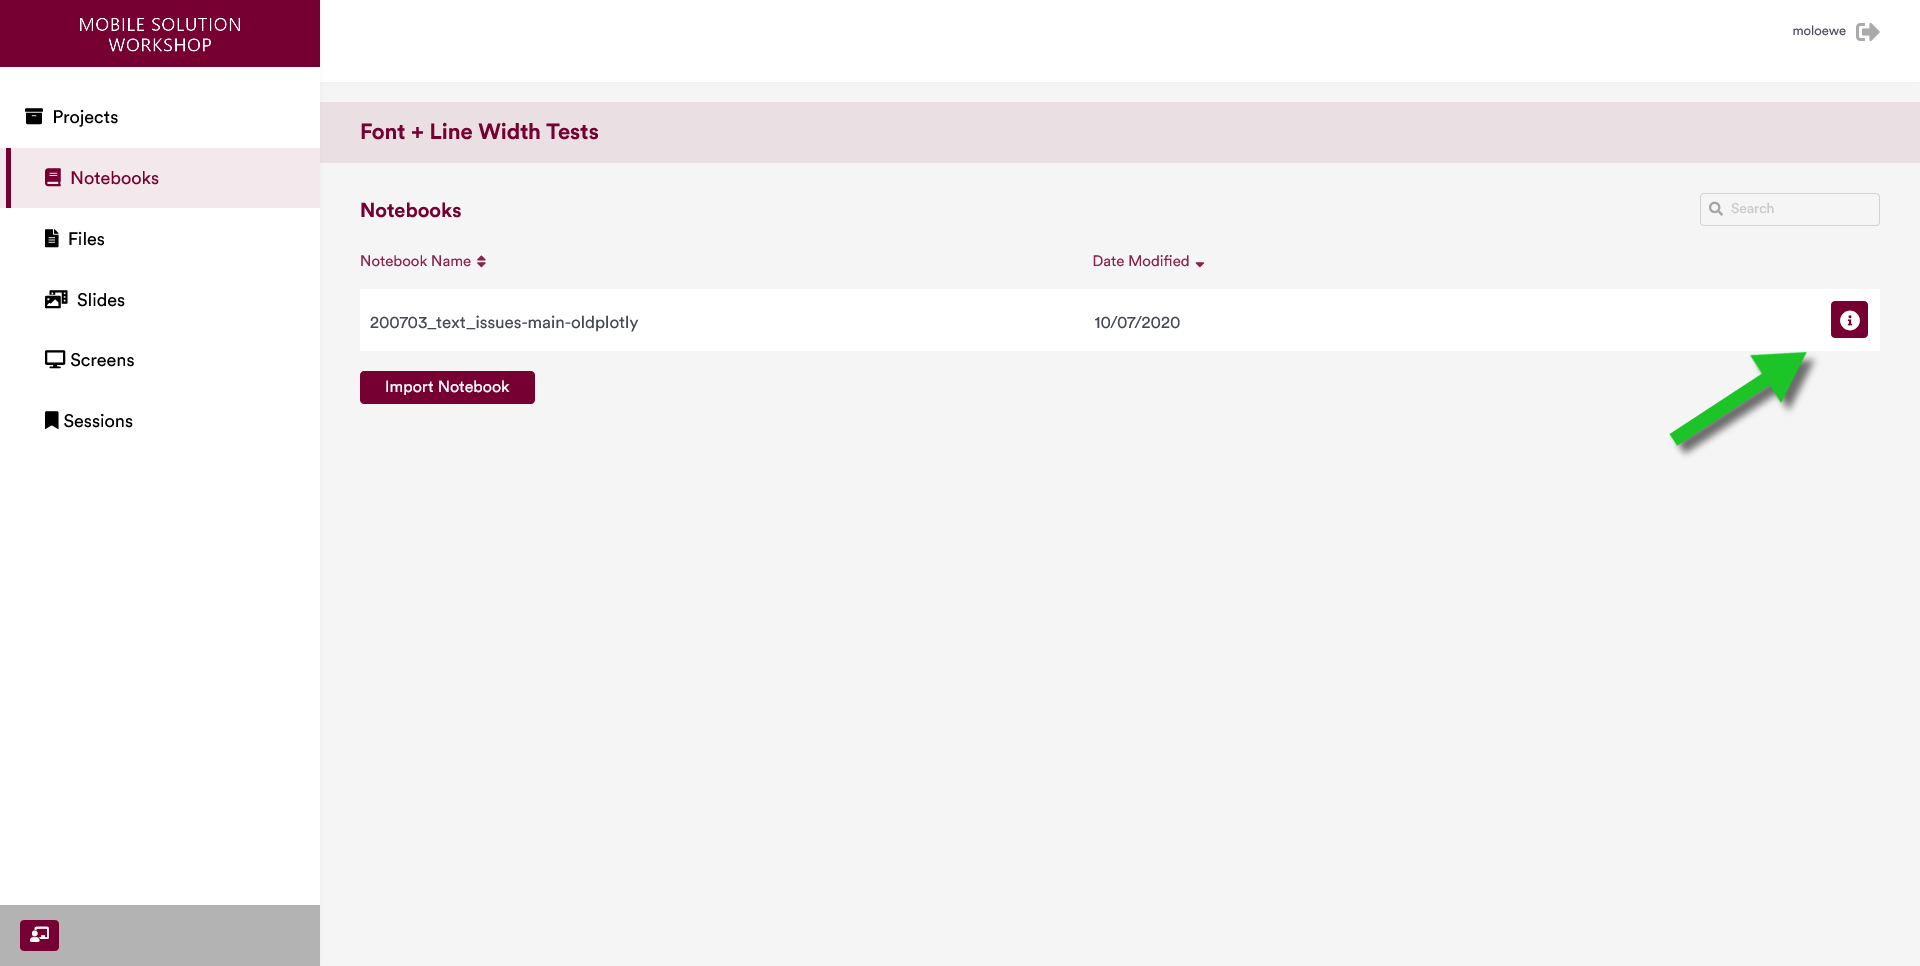 MOBILE SOLUTION
WORKSHOP
moloewe
Projects
Notebooks
Files
Slides
Screens
Sessions
Font + Line Width Tests
Notebooks
Search
Notebook Name
Date Modified
200703_text_issues-main-oldplotly
10/07/2020
Import Notebook